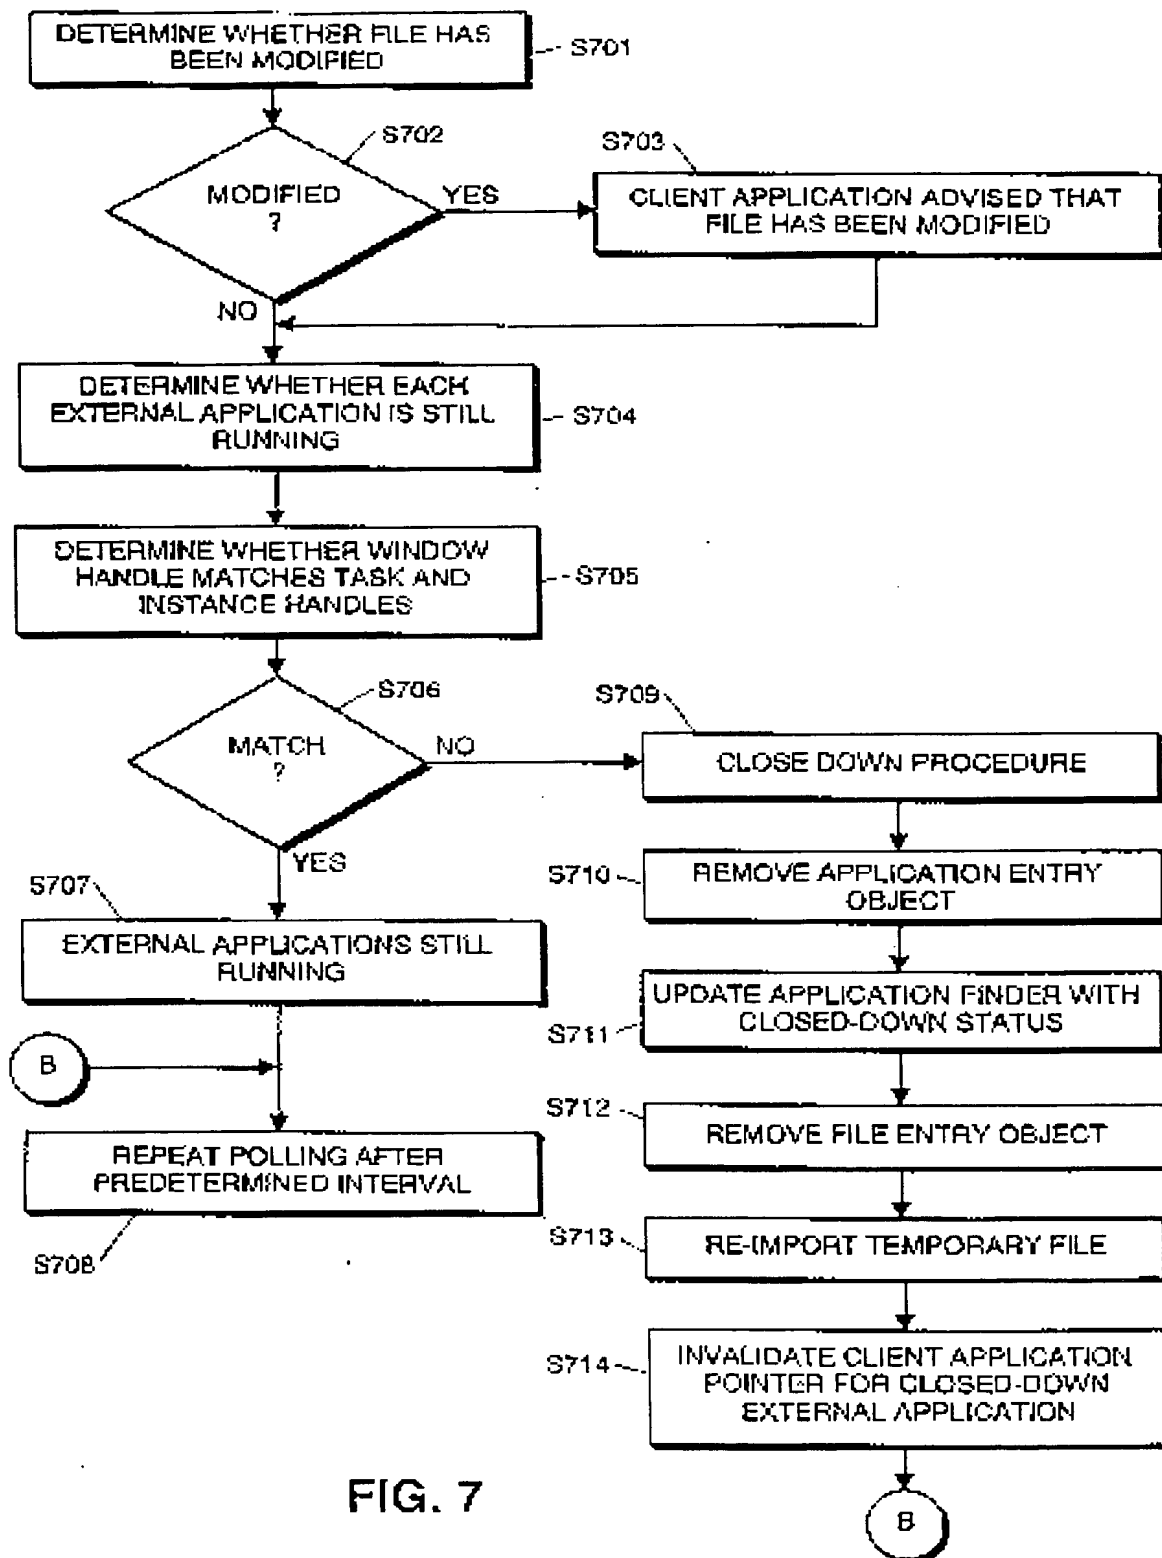 DETERMINE WHETHER FILE HAS
BEEN MODIFIED
S701
S702
MODIFIED
?
YES
NO
S703
CLIENT APPLICATION ADVISED THAT
FILE HAS BEEN MODIFIED
DETERMINE WHETHER EACH
EXTERNAL APPLICATION IS STILL
RUNNING
S704
DETERMINE WHETHER WINDOW
HANDLE MATCHES TASK AND
INSTANCE HANDLES
S705
S706
MATCH
?
NO
YES
S707
EXTERNAL APPLICATIONS STILL
RUNNING
B
REPEAT POLLING AFTER
PREDETERMINED INTERVAL
S708
S709
CLOSE DOWN PROCEDURE
S710
REMOVE APPLICATION ENTRY
OBJECT
UPDATE APPLICATION FINDER WITH
CLOSED-DOWN STATUS
S711
S712
REMOVE FILE ENTRY OBJECT
S713
RE-IMPORT TEMPORARY FILE
S714
INVALIDATE CLIENT APPLICATION
POINTER FOR CLOSED-DOWN
EXTERNAL APPLICATION
B
FIG. 7